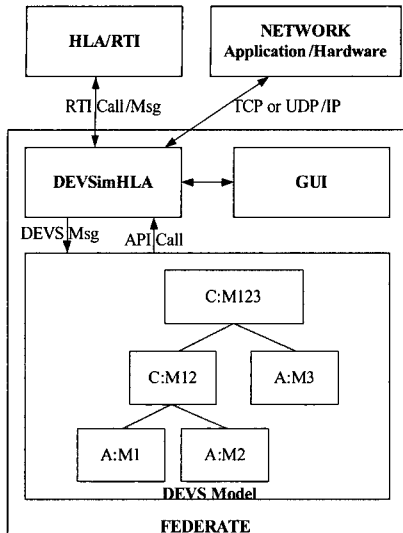 HLA/RTI
NETWORK
Application/Hardware
RTI Call/Msg
TCP or UDP/IP
DEVSimHLA
GUI
DEVS Msg
API Call
C:M123
C:M12
A:M3
A:M1
A:M2
DEVS Model
FEDERATE